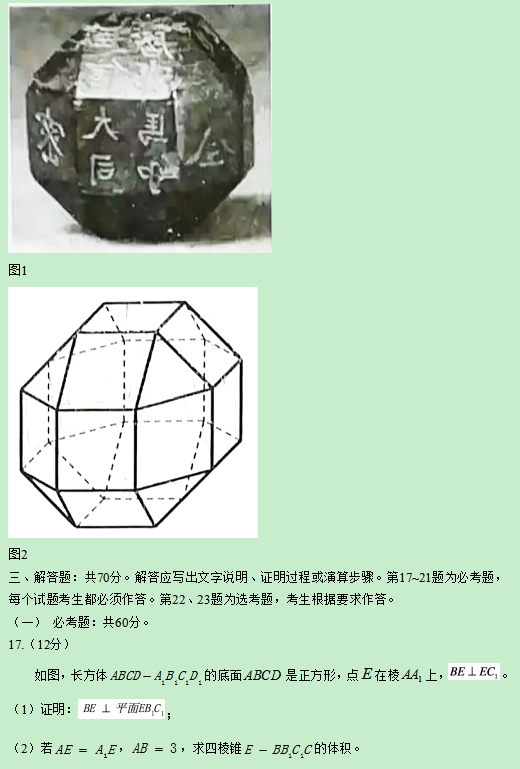 大 馬
司 
图1
图2
三、解答题：共70分。解答应写出文字说明、证明过程或演算步骤。第17~21题为必考题，
每个试题考生都必须作答。第22、23题为选考题，考生根据要求作答。
（一） 必考题：共60分。
17.（12分）
如图，长方体ABCD－A₁B₁C₁D₁的底面ABCD 是正方形，点E在棱AA₁上，BE⊥EC₁。
（1）证明：BE ⊥ 平面EB₁C₁；
（2）若AE = A₁E，AB = 3，求四棱锥E－BB₁C₁C的体积。